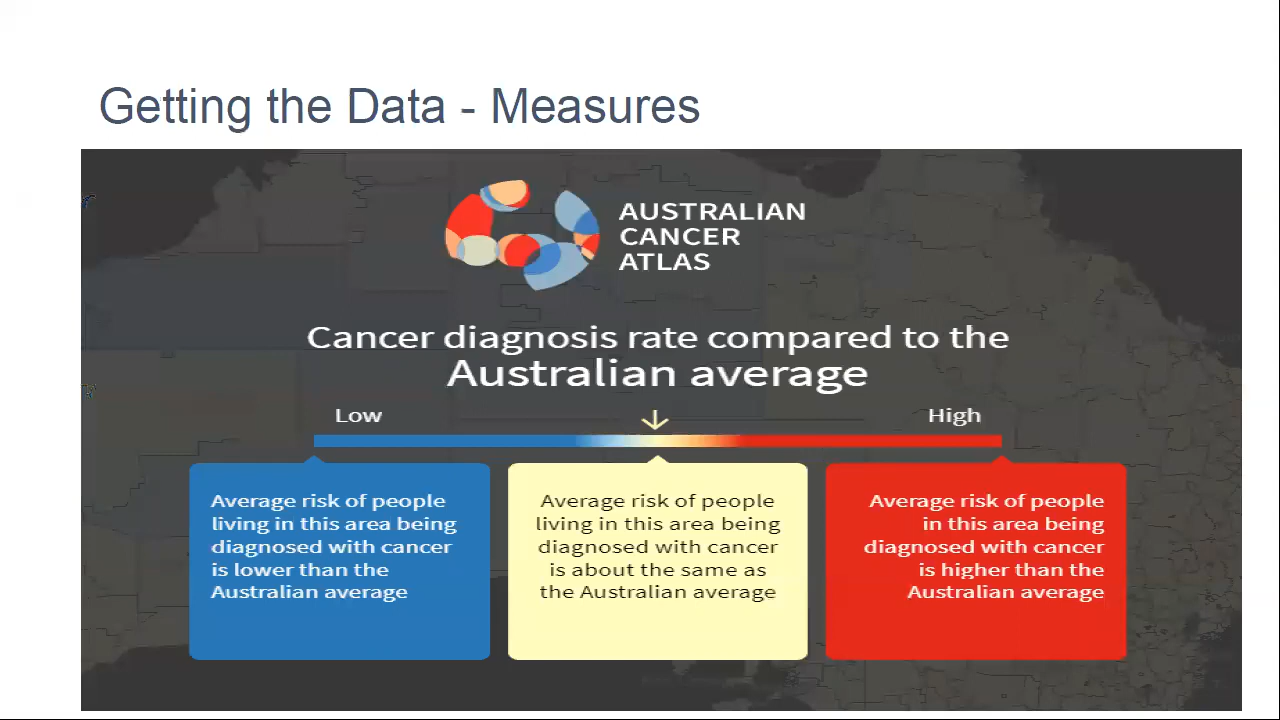 Getting the Data - Measures
AUSTRALIAN
CANCER
ATLAS
Cancer diagnosis rate compared to the
Australian average
Low
High
Average risk of people
living in this area being
diagnosed with cancer
is lower than the
Australian average
Average risk of people
living in this area being
diagnosed with cancer
is about the same as
the Australian average
Average risk of people
in this area being
diagnosed with cancer
is higher than the
Australian average